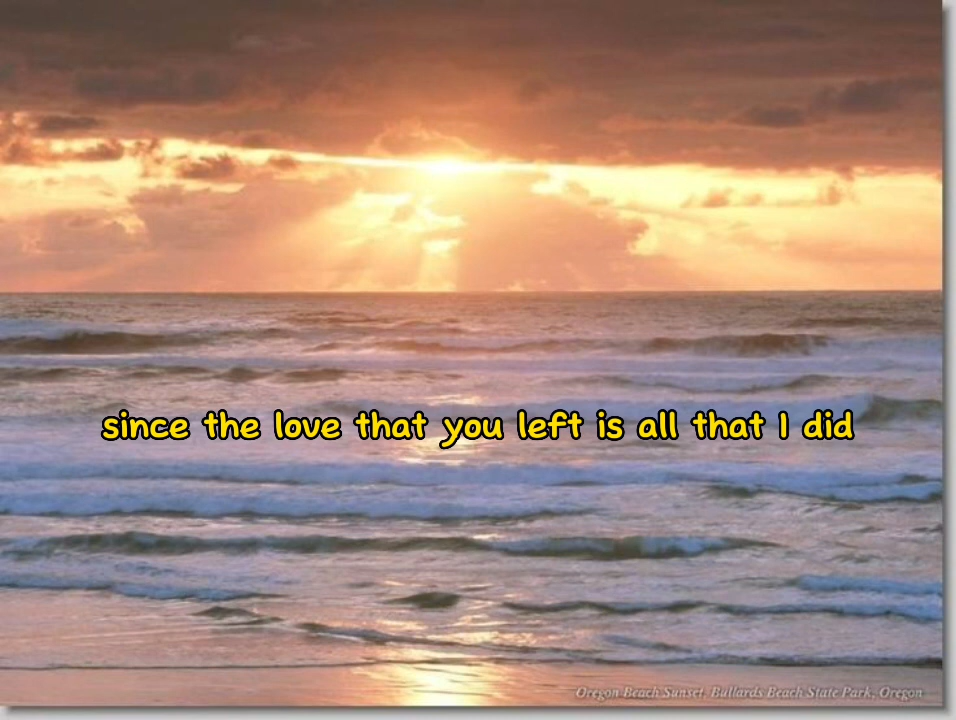 since the love that you left is all that I did
Oregon Beach Sunset, Bullards Beach State Park, Oregon